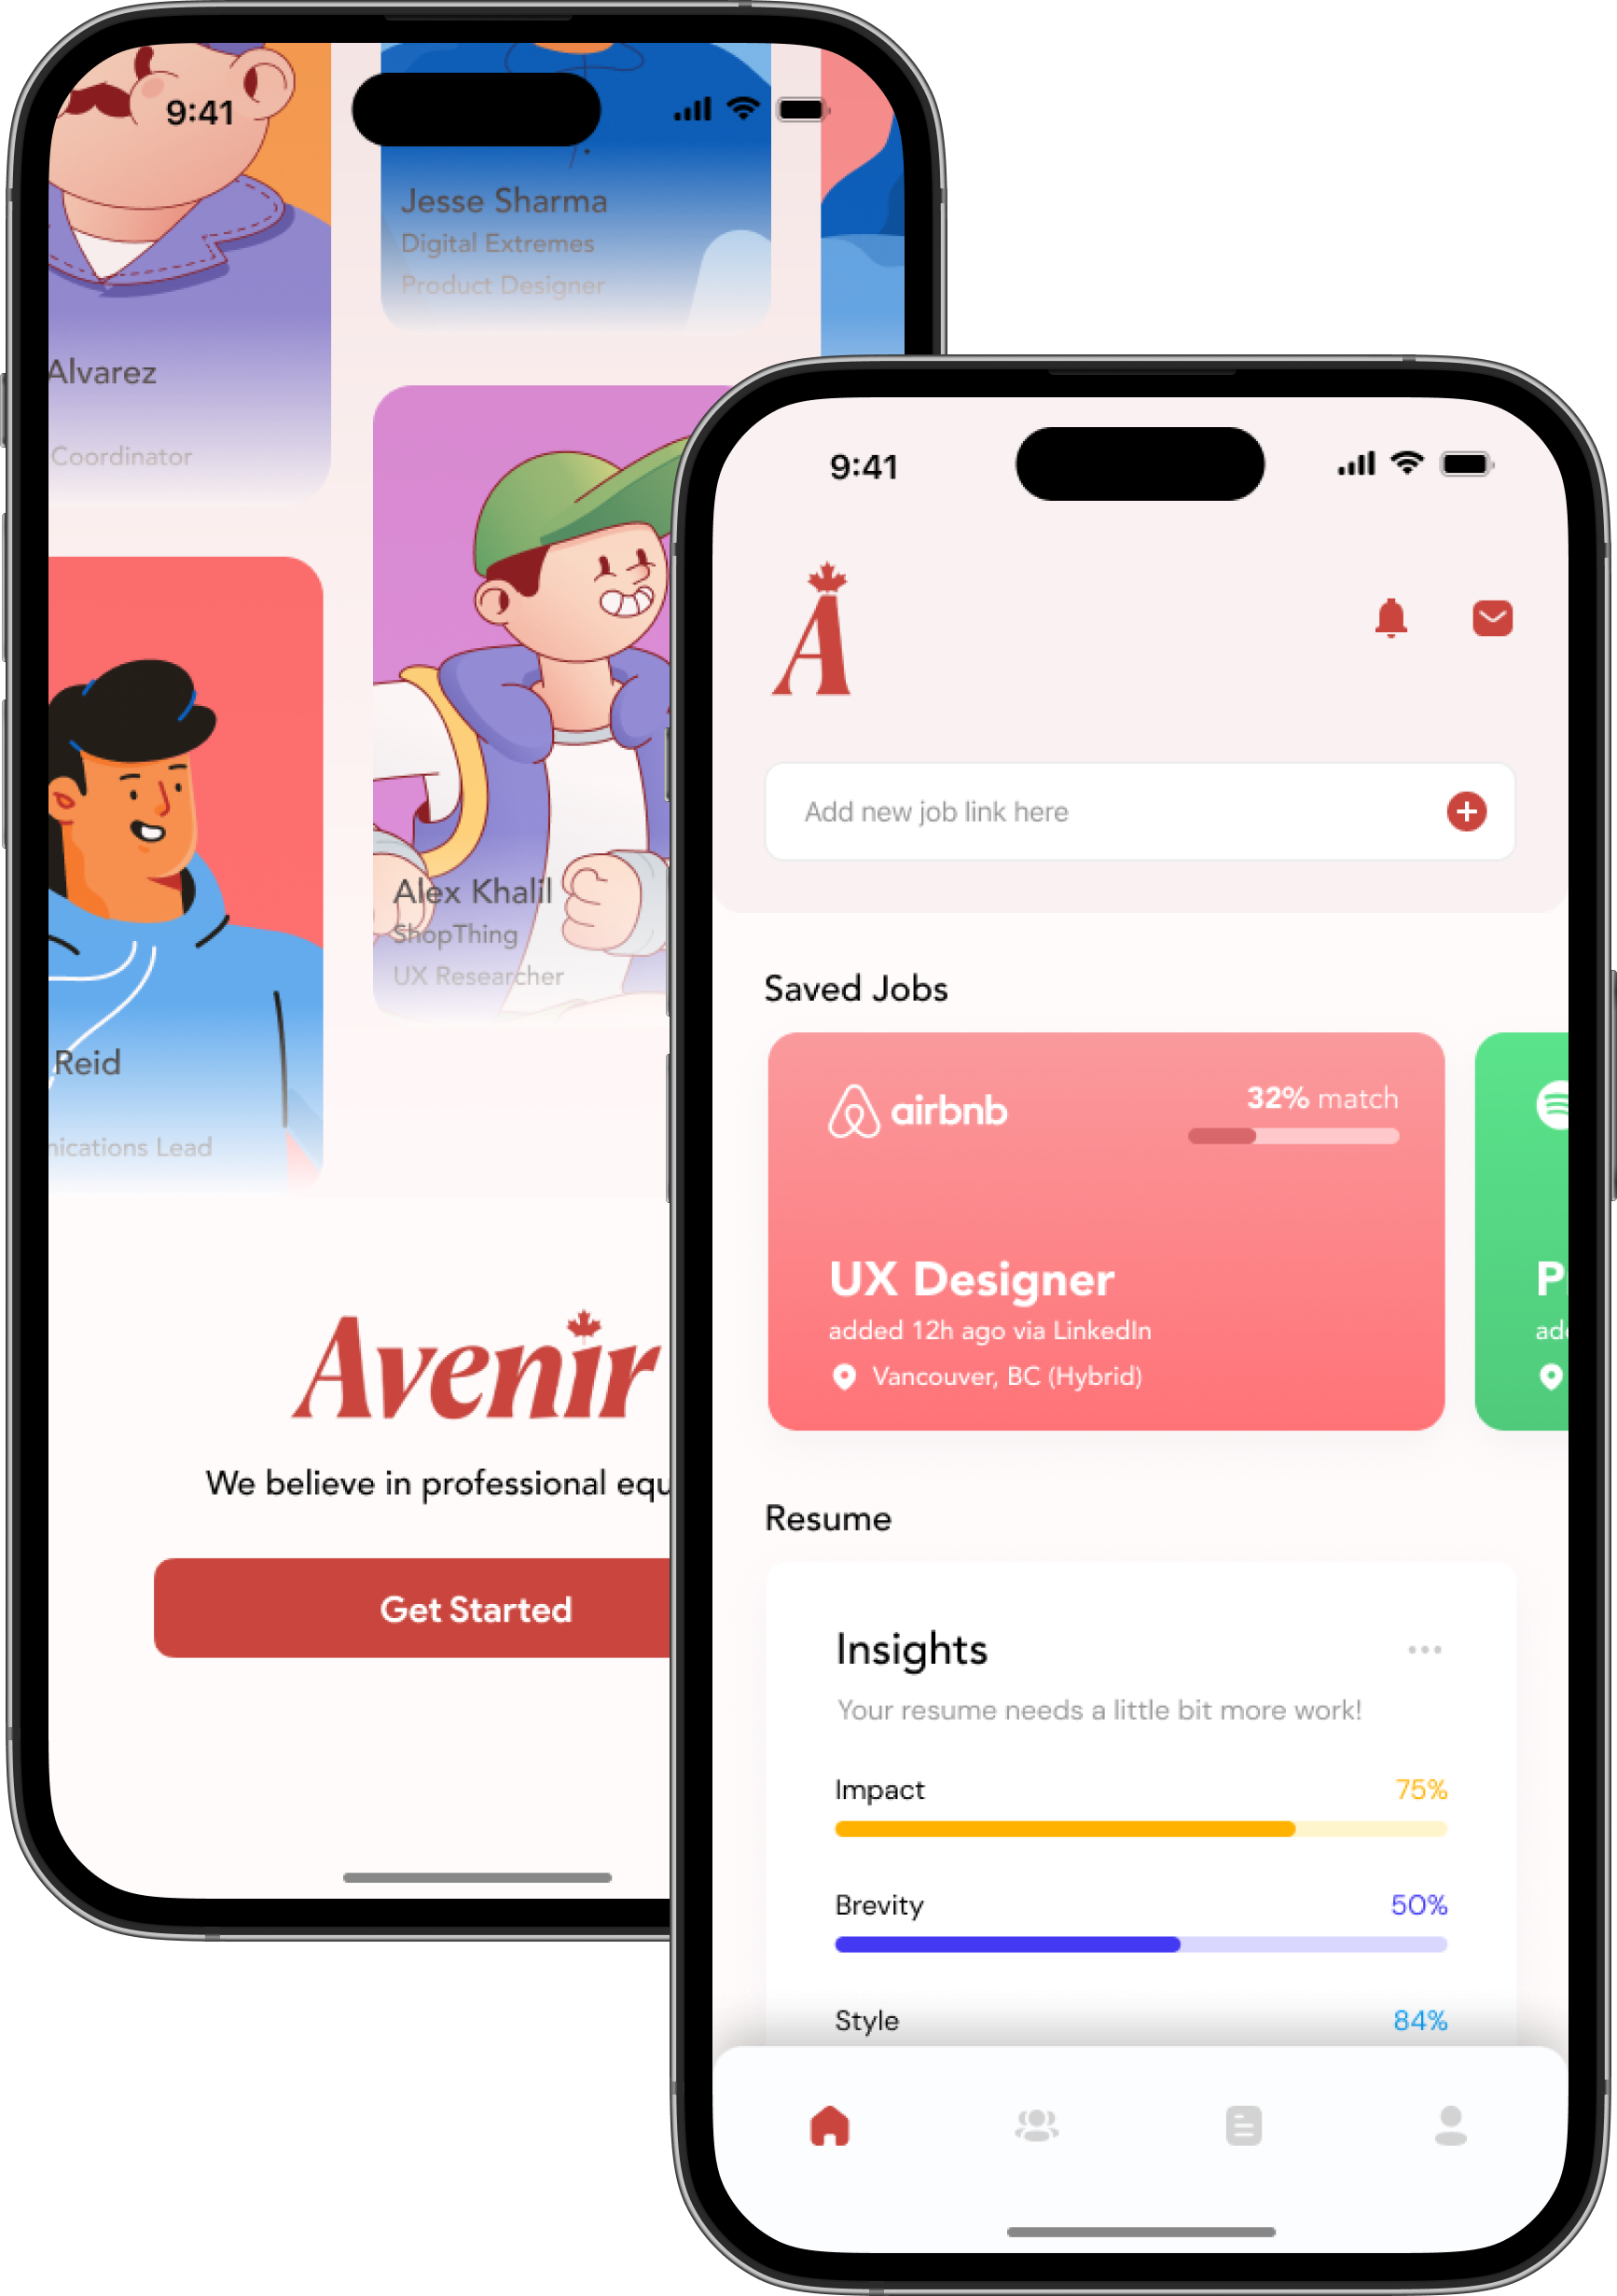 9:41
Jesse Sharma
Digital Extremes
Product Designer
Alvarez
Coordinator
Alex Khalil
ShopThing
UX Researcher
Reid
Lead
Avenir
We believe in professional
Get Started
9:41
A
Add new job link here
Saved Jobs
airbnb
32% match
UX Designer
added 12h ago via LinkedIn
Vancouver, BC (Hybrid)
Resume
Insights
Your resume needs a little bit more work!
Impact
75%
Brevity
50%
Style
84%